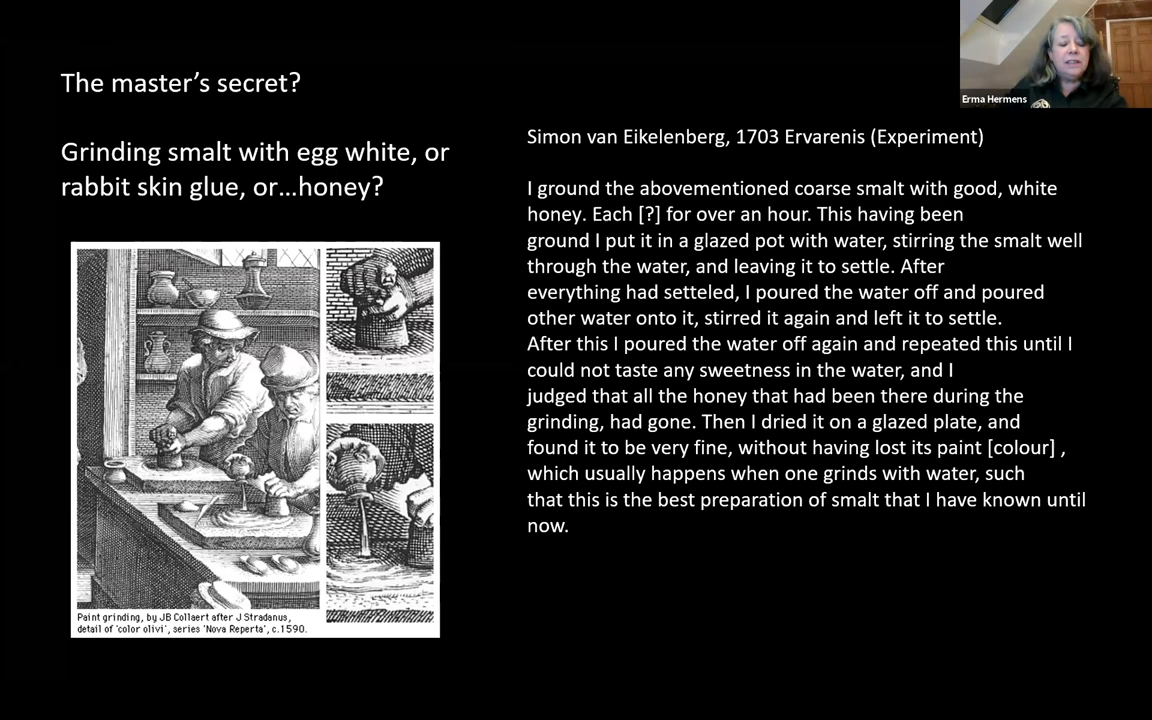 The master's secret?
Grinding smalt with egg white, or
rabbit skin glue, or...honey?
Paint grinding, by JB Collaert after J Stradanus,
detail of 'color olivi', series 'Nova Reperta', c.1590.
Erma Hermens
Simon van Eikelenberg, 1703 Ervarenis (Experiment)
I ground the abovementioned coarse smalt with good, white
honey. Each [?] for over an hour. This having been
ground I put it in a glazed pot with water, stirring the smalt well
through the water, and leaving it to settle. After
everything had setteled, I poured the water off and poured
other water onto it, stirred it again and left it to settle.
After this I poured the water off again and repeated this until I
could not taste any sweetness in the water, and I
judged that all the honey that had been there during the
grinding, had gone. Then I dried it on a glazed plate, and
found it to be very fine, without having lost its paint [colour] ,
which usually happens when one grinds with water, such
that this is the best preparation of smalt that I have known until
now.